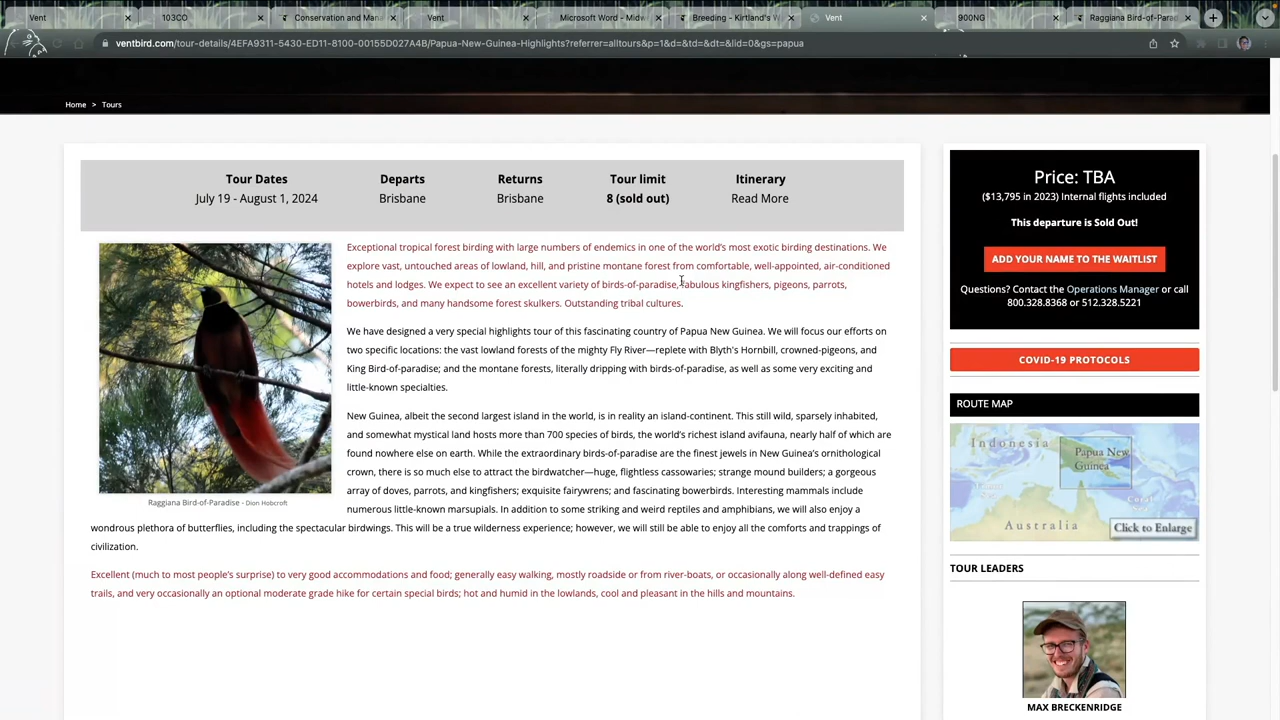 Vent
103CO
Conservation and Man
Vent
Microsoft Word - Midw
Breeding - Kirtland's W
Vent
900NG
Raggiana Bird-of-Parad
ventbird.com/tour-details/4EFA9311-5430-ED11-8100-00155D027A4B/Papua-New-Guinea-Highlights?referrer=alltours&p=1&d=&td=&dt=&lid=0&gs=papua
Home > Tours
Tour Dates Departs Returns Tour limit Itinerary
July 19 - August 1, 2024 Brisbane Brisbane 8 (sold out) Read More
Exceptional tropical forest birding with large numbers of endemics in one of the world's most exotic birding destinations. We
explore vast, untouched areas of lowland, hill, and pristine montane forest from comfortable, well-appointed, air-conditioned
hotels and lodges. We expect to see an excellent variety of birds-of-paradise, fabulous kingfishers, pigeons, parrots,
bowerbirds, and many handsome forest skulkers. Outstanding tribal cultures.
We have designed a very special highlights tour of this fascinating country of Papua New Guinea. We will focus our efforts on
two specific locations: the vast lowland forests of the mighty Fly River—replete with Blyth's Hornbill, crowned-pigeons, and
King Bird-of-paradise; and the montane forests, literally dripping with birds-of-paradise, as well as some very exciting and
little-known specialties.
New Guinea, albeit the second largest island in the world, is in reality an island-continent. This still wild, sparsely inhabited,
and somewhat mystical land hosts more than 700 species of birds, the world's richest island avifauna, nearly half of which are
found nowhere else on earth. While the extraordinary birds-of-paradise are the finest jewels in New Guinea's ornithological
crown, there is so much else to attract the birdwatcher—huge, flightless cassowaries; strange mound builders; a gorgeous
array of doves, parrots, and kingfishers; exquisite fairywrens; and fascinating bowerbirds. Interesting mammals include
numerous little-known marsupials. In addition to some striking and weird reptiles and amphibians, we will also enjoy a
wondrous plethora of butterflies, including the spectacular birdwings. This will be a true wilderness experience; however, we will still be able to enjoy all the comforts and trappings of
civilization.
Raggiana Bird-of-Paradise - Dion Hobcroft
Excellent (much to most people's surprise) to very good accommodations and food; generally easy walking, mostly roadside or from river-boats, or occasionally along well-defined easy
trails, and very occasionally an optional moderate grade hike for certain special birds; hot and humid in the lowlands, cool and pleasant in the hills and mountains.
Price: TBA
($13,795 in 2023) Internal flights included
This departure is Sold Out!
ADD YOUR NAME TO THE WAITLIST
Questions? Contact the Operations Manager or call
800.328.8368 or 512.328.5221
COVID-19 PROTOCOLS
ROUTE MAP
Indonesia
Papua New
Guinea
Coral
Australia
Click to Enlarge
TOUR LEADERS
MAX BRECKENRIDGE